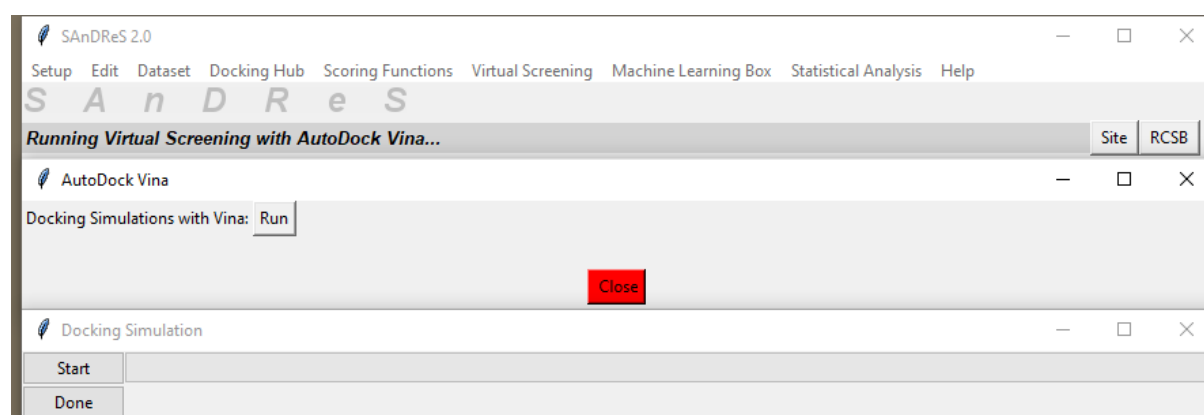 SAnDReS 2.0
Setup Edit Dataset Docking Hub Scoring Functions Virtual Screening Machine Learning Box Statistical Analysis Help
S A n D R e S
Running Virtual Screening with AutoDock Vina... Site RCSB
AutoDock Vina
Docking Simulations with Vina: Run
Close
Docking Simulation
Start
Done